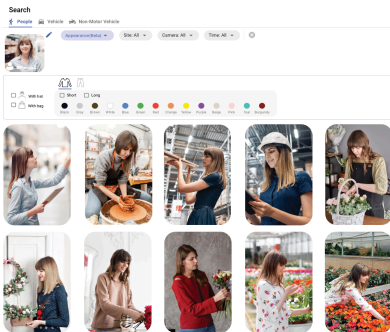 Search
People Vehicle Non-Motor Vehicle
Appearance(Beta) Site: All Camera: All Time: All
With hat
With bag
Short Long
Black Gray Brown White Blue Green Red Orange Yellow Purple Beige Pink Teal Burgundy